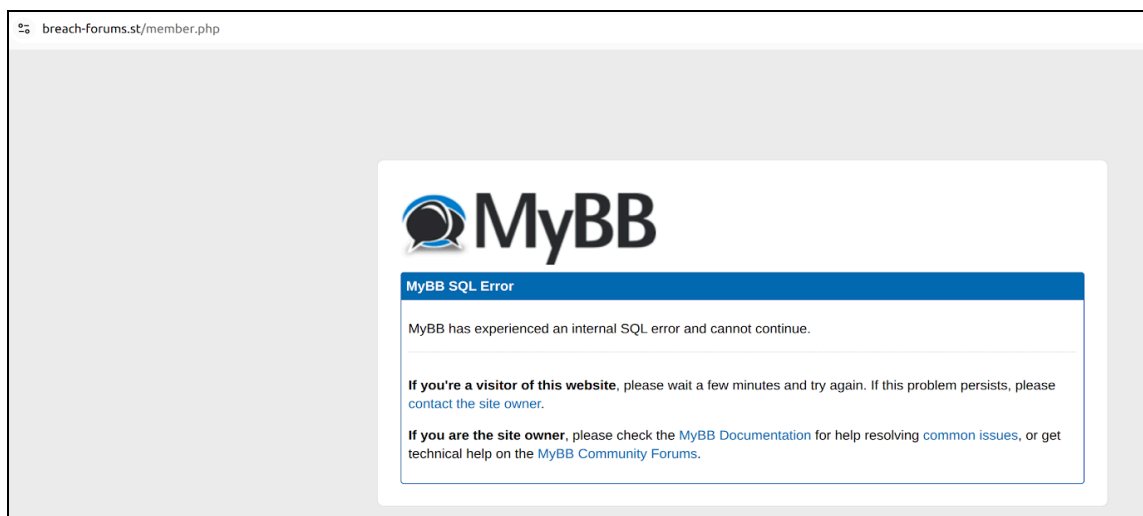 breach-forums.st/member.php
MyBB
MyBB SQL Error
MyBB has experienced an internal SQL error and cannot continue.
If you're a visitor of this website, please wait a few minutes and try again. If this problem persists, please
contact the site owner.
If you are the site owner, please check the MyBB Documentation for help resolving common issues, or get
technical help on the MyBB Community Forums.